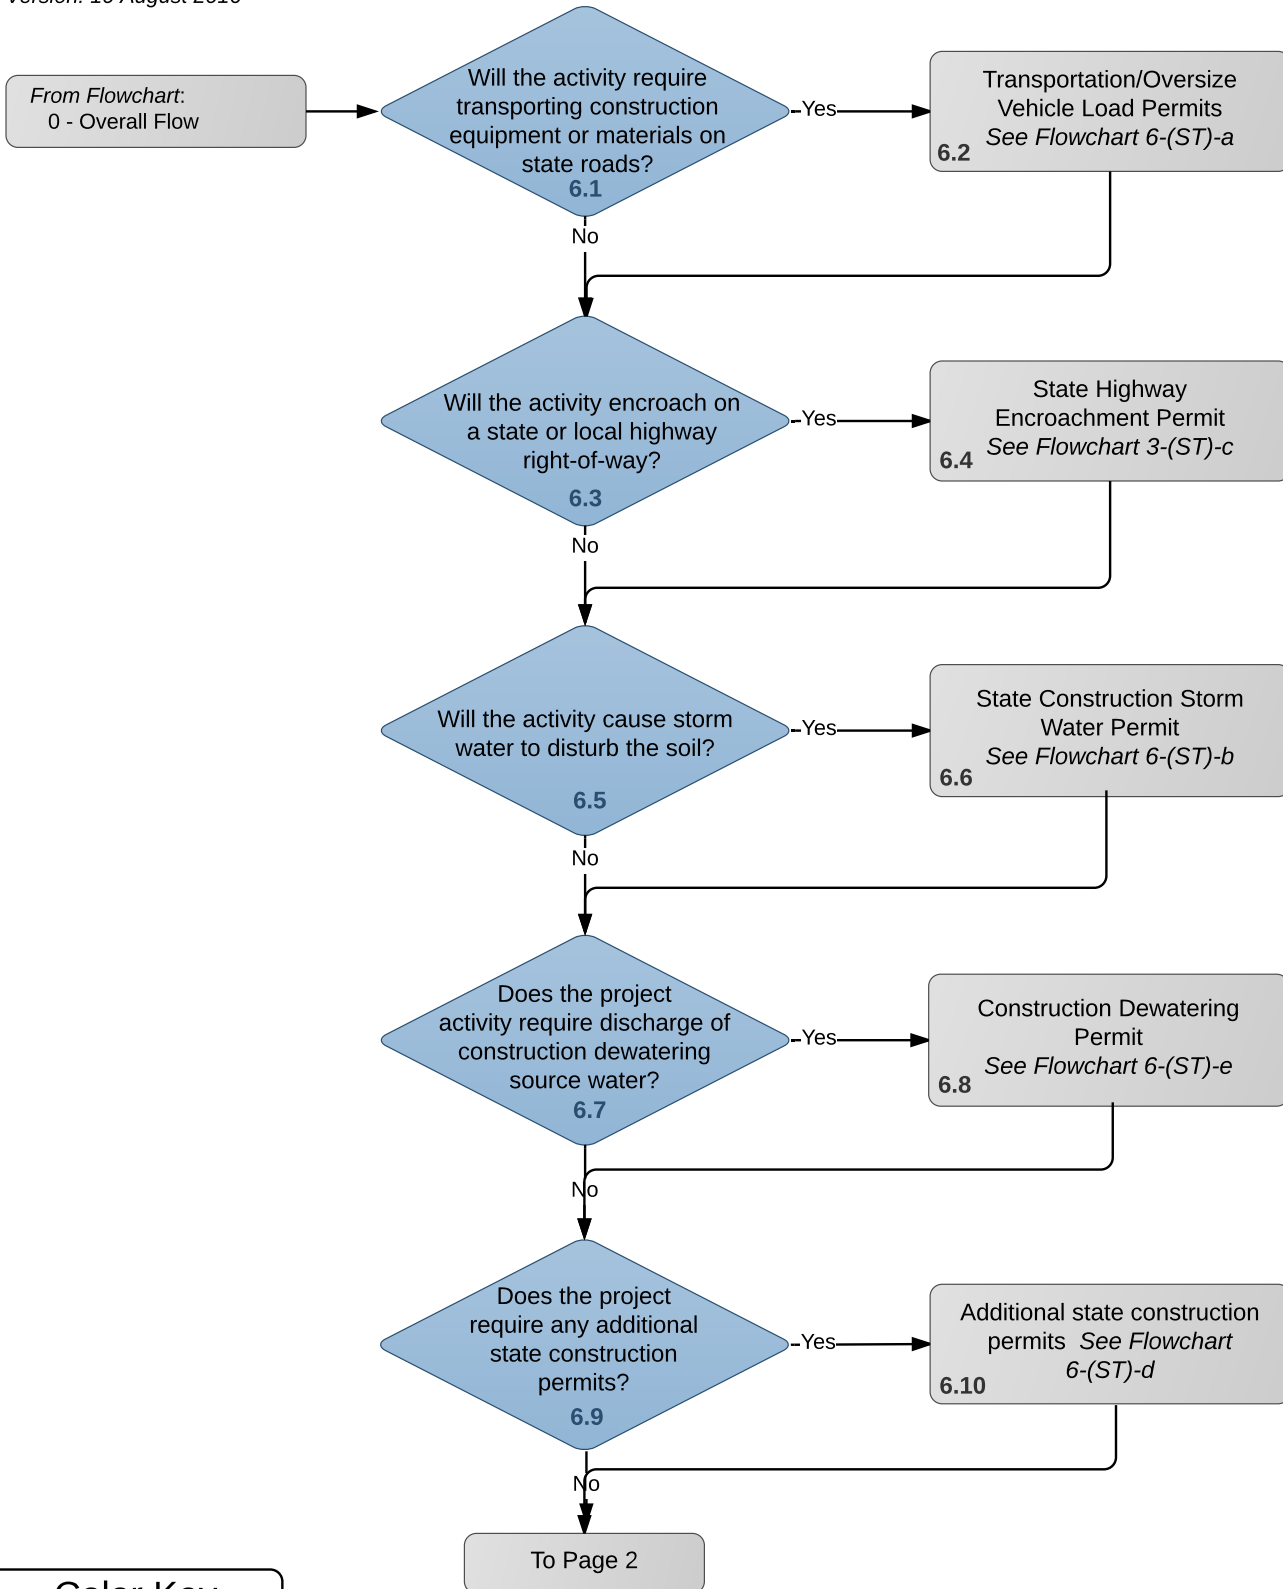 From Flowchart:
0 - Overall Flow
Will the activity require
transporting construction
equipment or materials on
state roads?
6.1
Yes
Transportation/Oversize
Vehicle Load Permits
See Flowchart 6-(ST)-a
6.2
No
Will the activity encroach on
a state or local highway
right-of-way?
6.3
Yes
State Highway
Encroachment Permit
See Flowchart 3-(ST)-c
6.4
No
Will the activity cause storm
water to disturb the soil?
6.5
Yes
State Construction Storm
Water Permit
See Flowchart 6-(ST)-b
6.6
No
Does the project
activity require discharge of
construction dewatering
source water?
6.7
Yes
Construction Dewatering
Permit
See Flowchart 6-(ST)-e
6.8
No
Does the project
require any additional
state construction
permits?
6.9
Yes
Additional state construction
permits See Flowchart
6-(ST)-d
6.10
No
To Page 2
Color Key